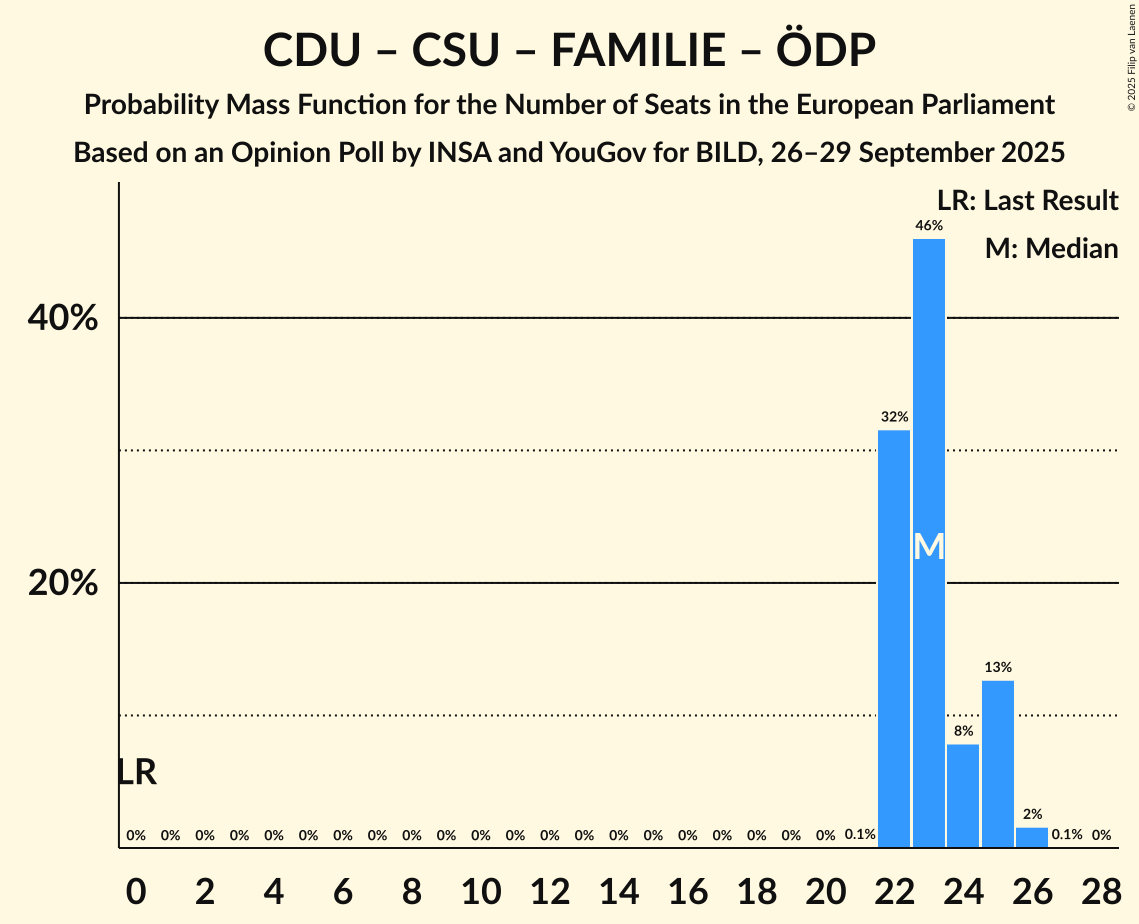 CDU – CSU – FAMILIE – ÖDP
Probability Mass Function for the Number of Seats in the European Parliament
Based on an Opinion Poll by INSA and YouGov for BILD, 26–29 September 2025
© 2025 Filip van Laenen
LR: Last Result
M: Median
46%
40%
32%
M
20%
13%
8%
LR
2%
0% 0% 0% 0% 0% 0% 0% 0% 0% 0% 0% 0% 0% 0% 0% 0% 0% 0% 0% 0% 0% 0.1% 0.1% 0%
0 2 4 6 8 10 12 14 16 18 20 22 24 26 28